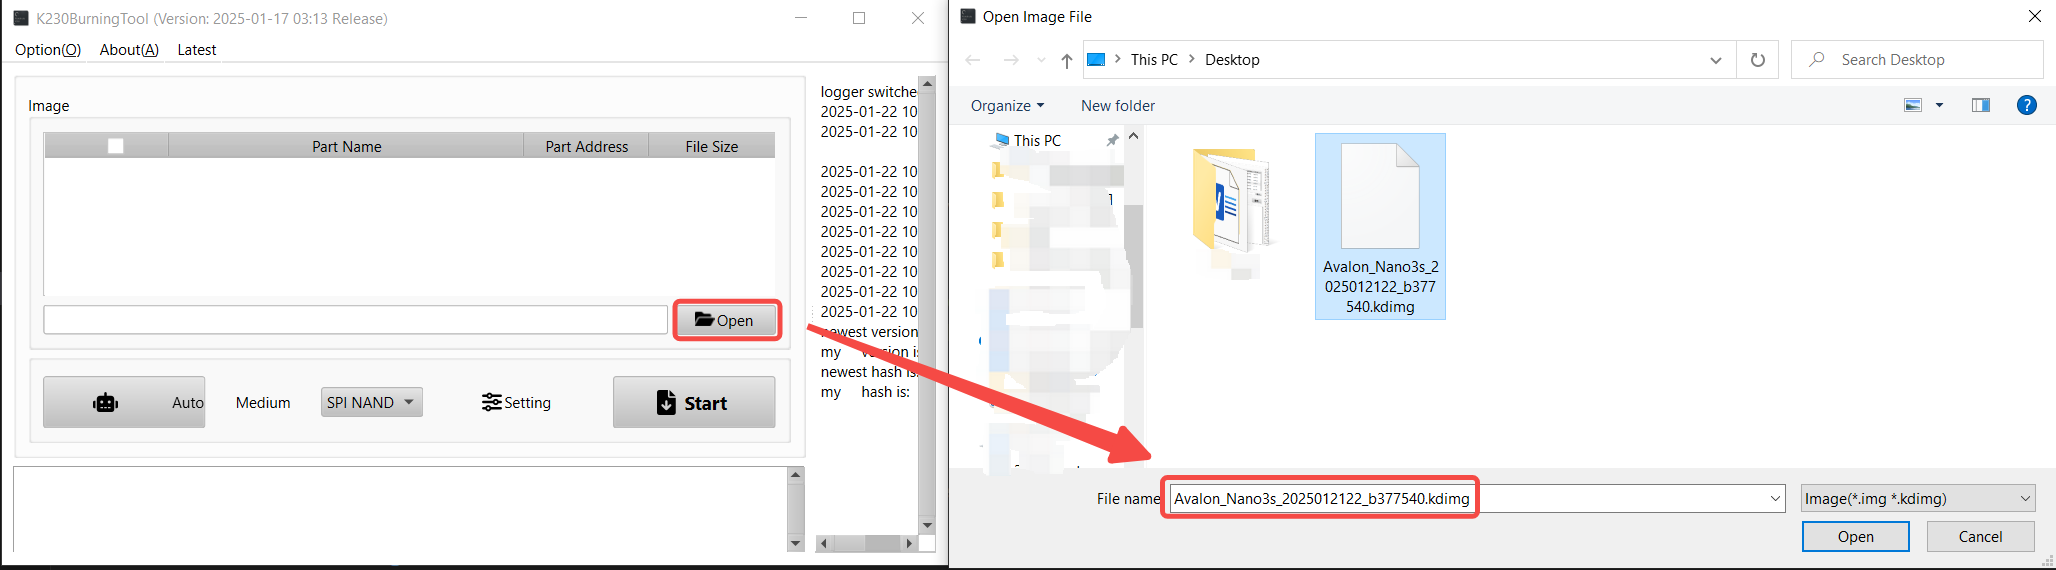 K230BurningTool (Version: 2025-01-17 03:13 Release)
Option(O) About(A) Latest
Image
Part Name Part Address File Size
Open
Auto Medium SPI NAND Setting Start
logger switche
2025-01-22 10
2025-01-22 10
2025-01-22 10
2025-01-22 10
2025-01-22 10
2025-01-22 10
2025-01-22 10
2025-01-22 10
2025-01-22 10
2025-01-22 10
newest version
my version is
newest hash is:
my hash is:
Open Image File
This PC Desktop
Search Desktop
Organize New folder
?
This PC
Avalon_Nano3s_2
025012122_b377
540.kdimg
File name
Avalon_Nano3s_2025012122_b377540.kdimg
Image(*.img *.kdimg)
Open Cancel